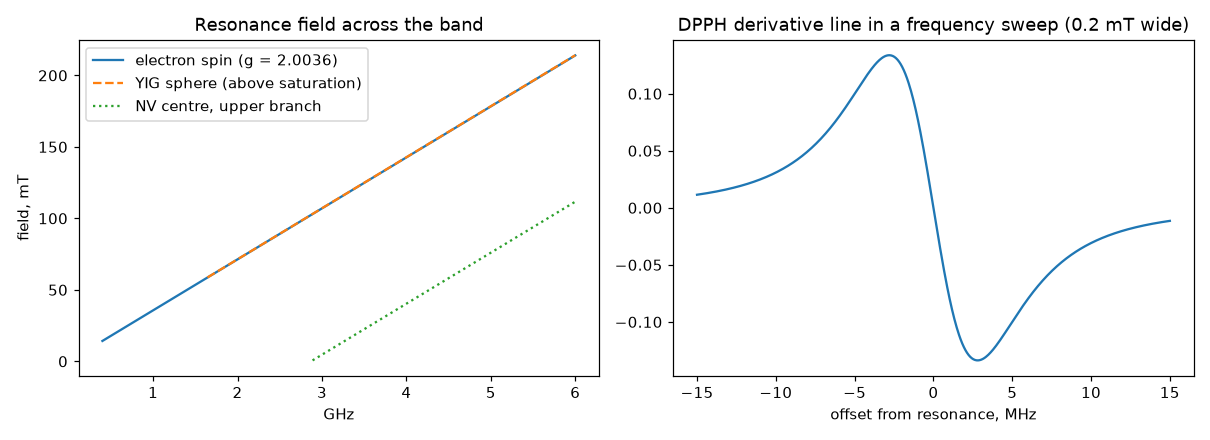 Resonance field across the band
electron spin (g = 2.0036)
YIG sphere (above saturation)
NV centre, upper branch
200
150
100
50
0
field, mT
1
2
3
4
5
6
GHz
DPPH derivative line in a frequency sweep (0.2 mT wide)
0.10
0.05
0.00
−0.05
−0.10
−15
−10
−5
0
5
10
15
offset from resonance, MHz